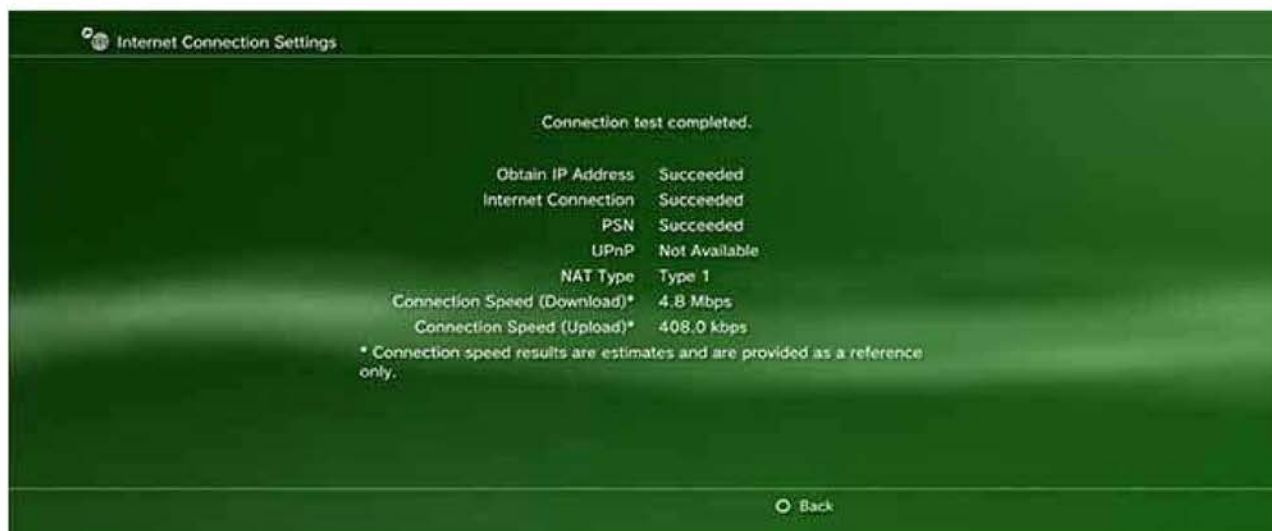 Internet Connection Settings
Connection test completed.
Obtain IP Address Succeeded
Internet Connection Succeeded
PSN Succeeded
UPnP Not Available
NAT Type Type 1
Connection Speed (Download)* 4.8 Mbps
Connection Speed (Upload)* 408.0 kbps
* Connection speed results are estimates and are provided as a reference
only.
Back